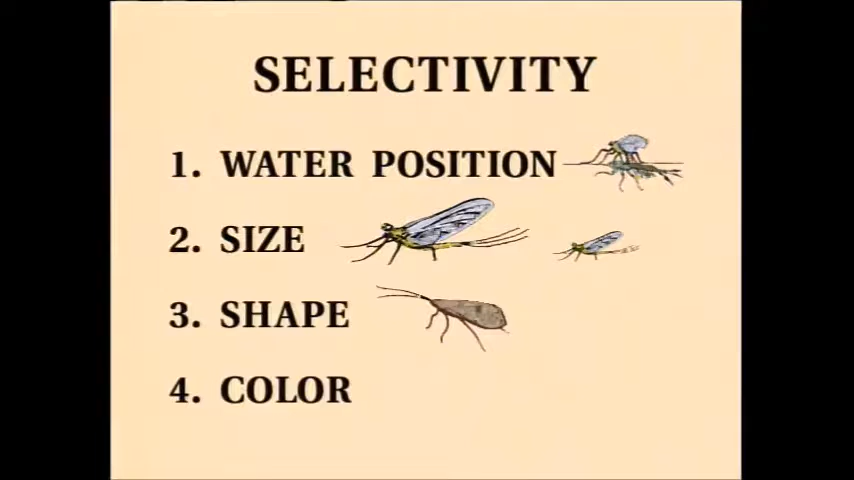 SELECTIVITY
1. WATER POSITION
2. SIZE
3. SHAPE
4. COLOR